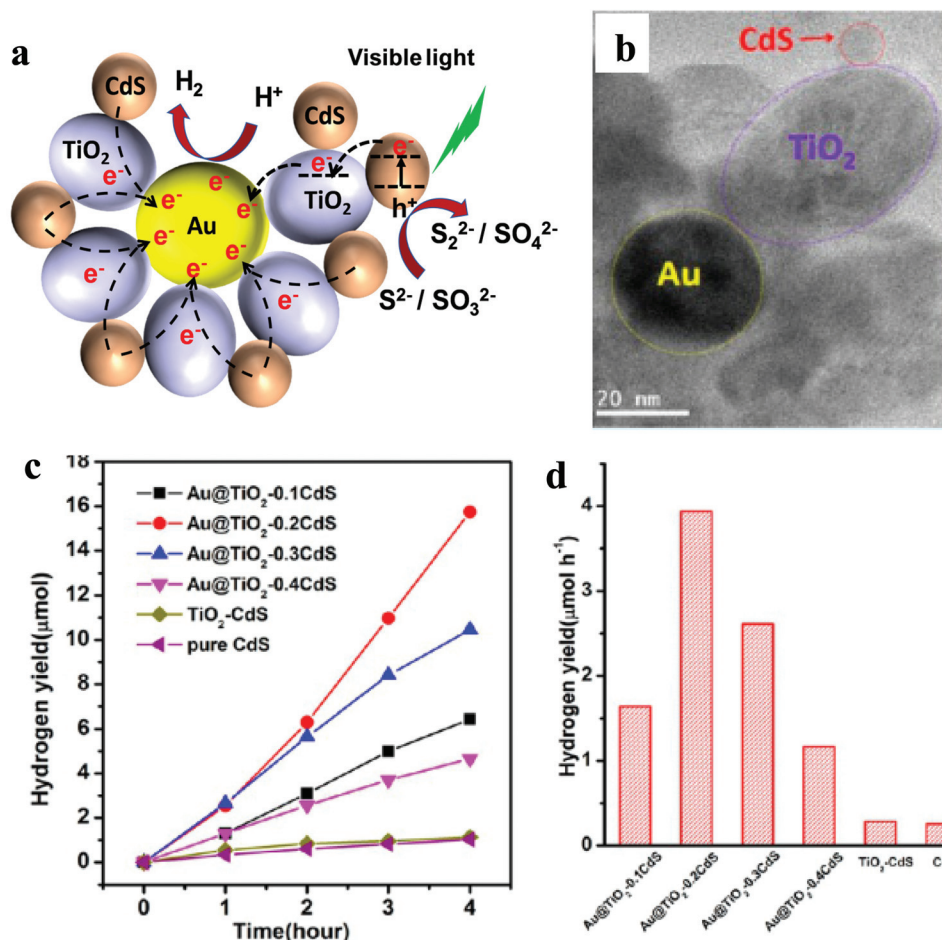 a
CdS
H₂
H⁺
Visible light
CdS
TiO₂
e⁻
e⁻
e⁻
TiO₂
h⁺
e⁻
e⁻
Au
e⁻
e⁻
e⁻
e⁻
e⁻
e⁻
e⁻
S₂²⁻ / SO₄²⁻
S²⁻/ SO₃²⁻
b
CdS
TiO₂
Au
20 nm
c
Hydrogen yield(μmol)
18
16
14
12
10
8
6
4
2
0
Au@TiO₂-0.1CdS
Au@TiO₂-0.2CdS
Au@TiO₂-0.3CdS
Au@TiO₂-0.4CdS
TiO₂-CdS
pure CdS
0 1 2 3 4
Time(hour)
d
Hydrogen yield(μmol h⁻¹)
4
3
2
1
0
Au@TiO₂-0.1CdS
Au@TiO₂-0.2CdS
Au@TiO₂-0.3CdS
Au@TiO₂-0.4CdS
TiO₂-CdS